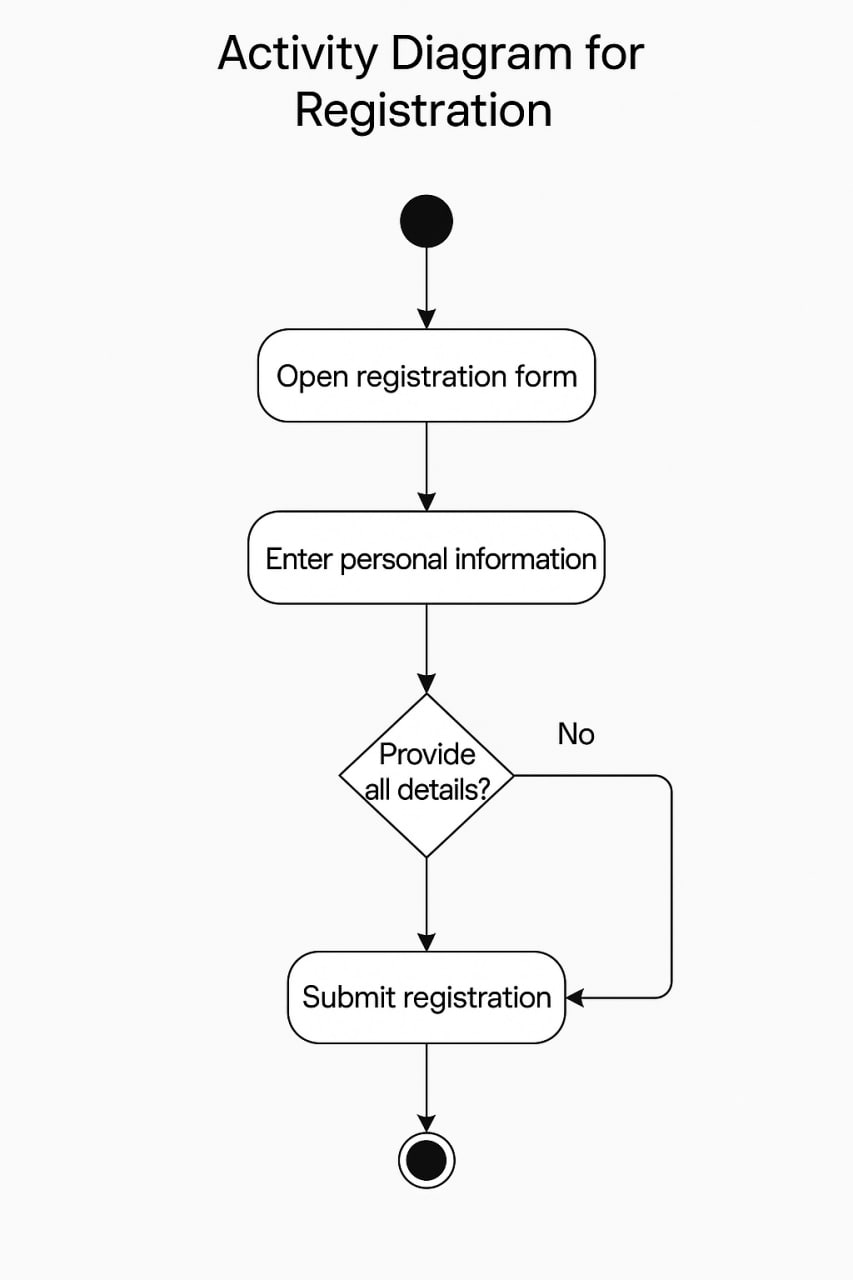 Activity Diagram for
Registration
Open registration form
Enter personal information
No
Provide
all details?
Submit registration